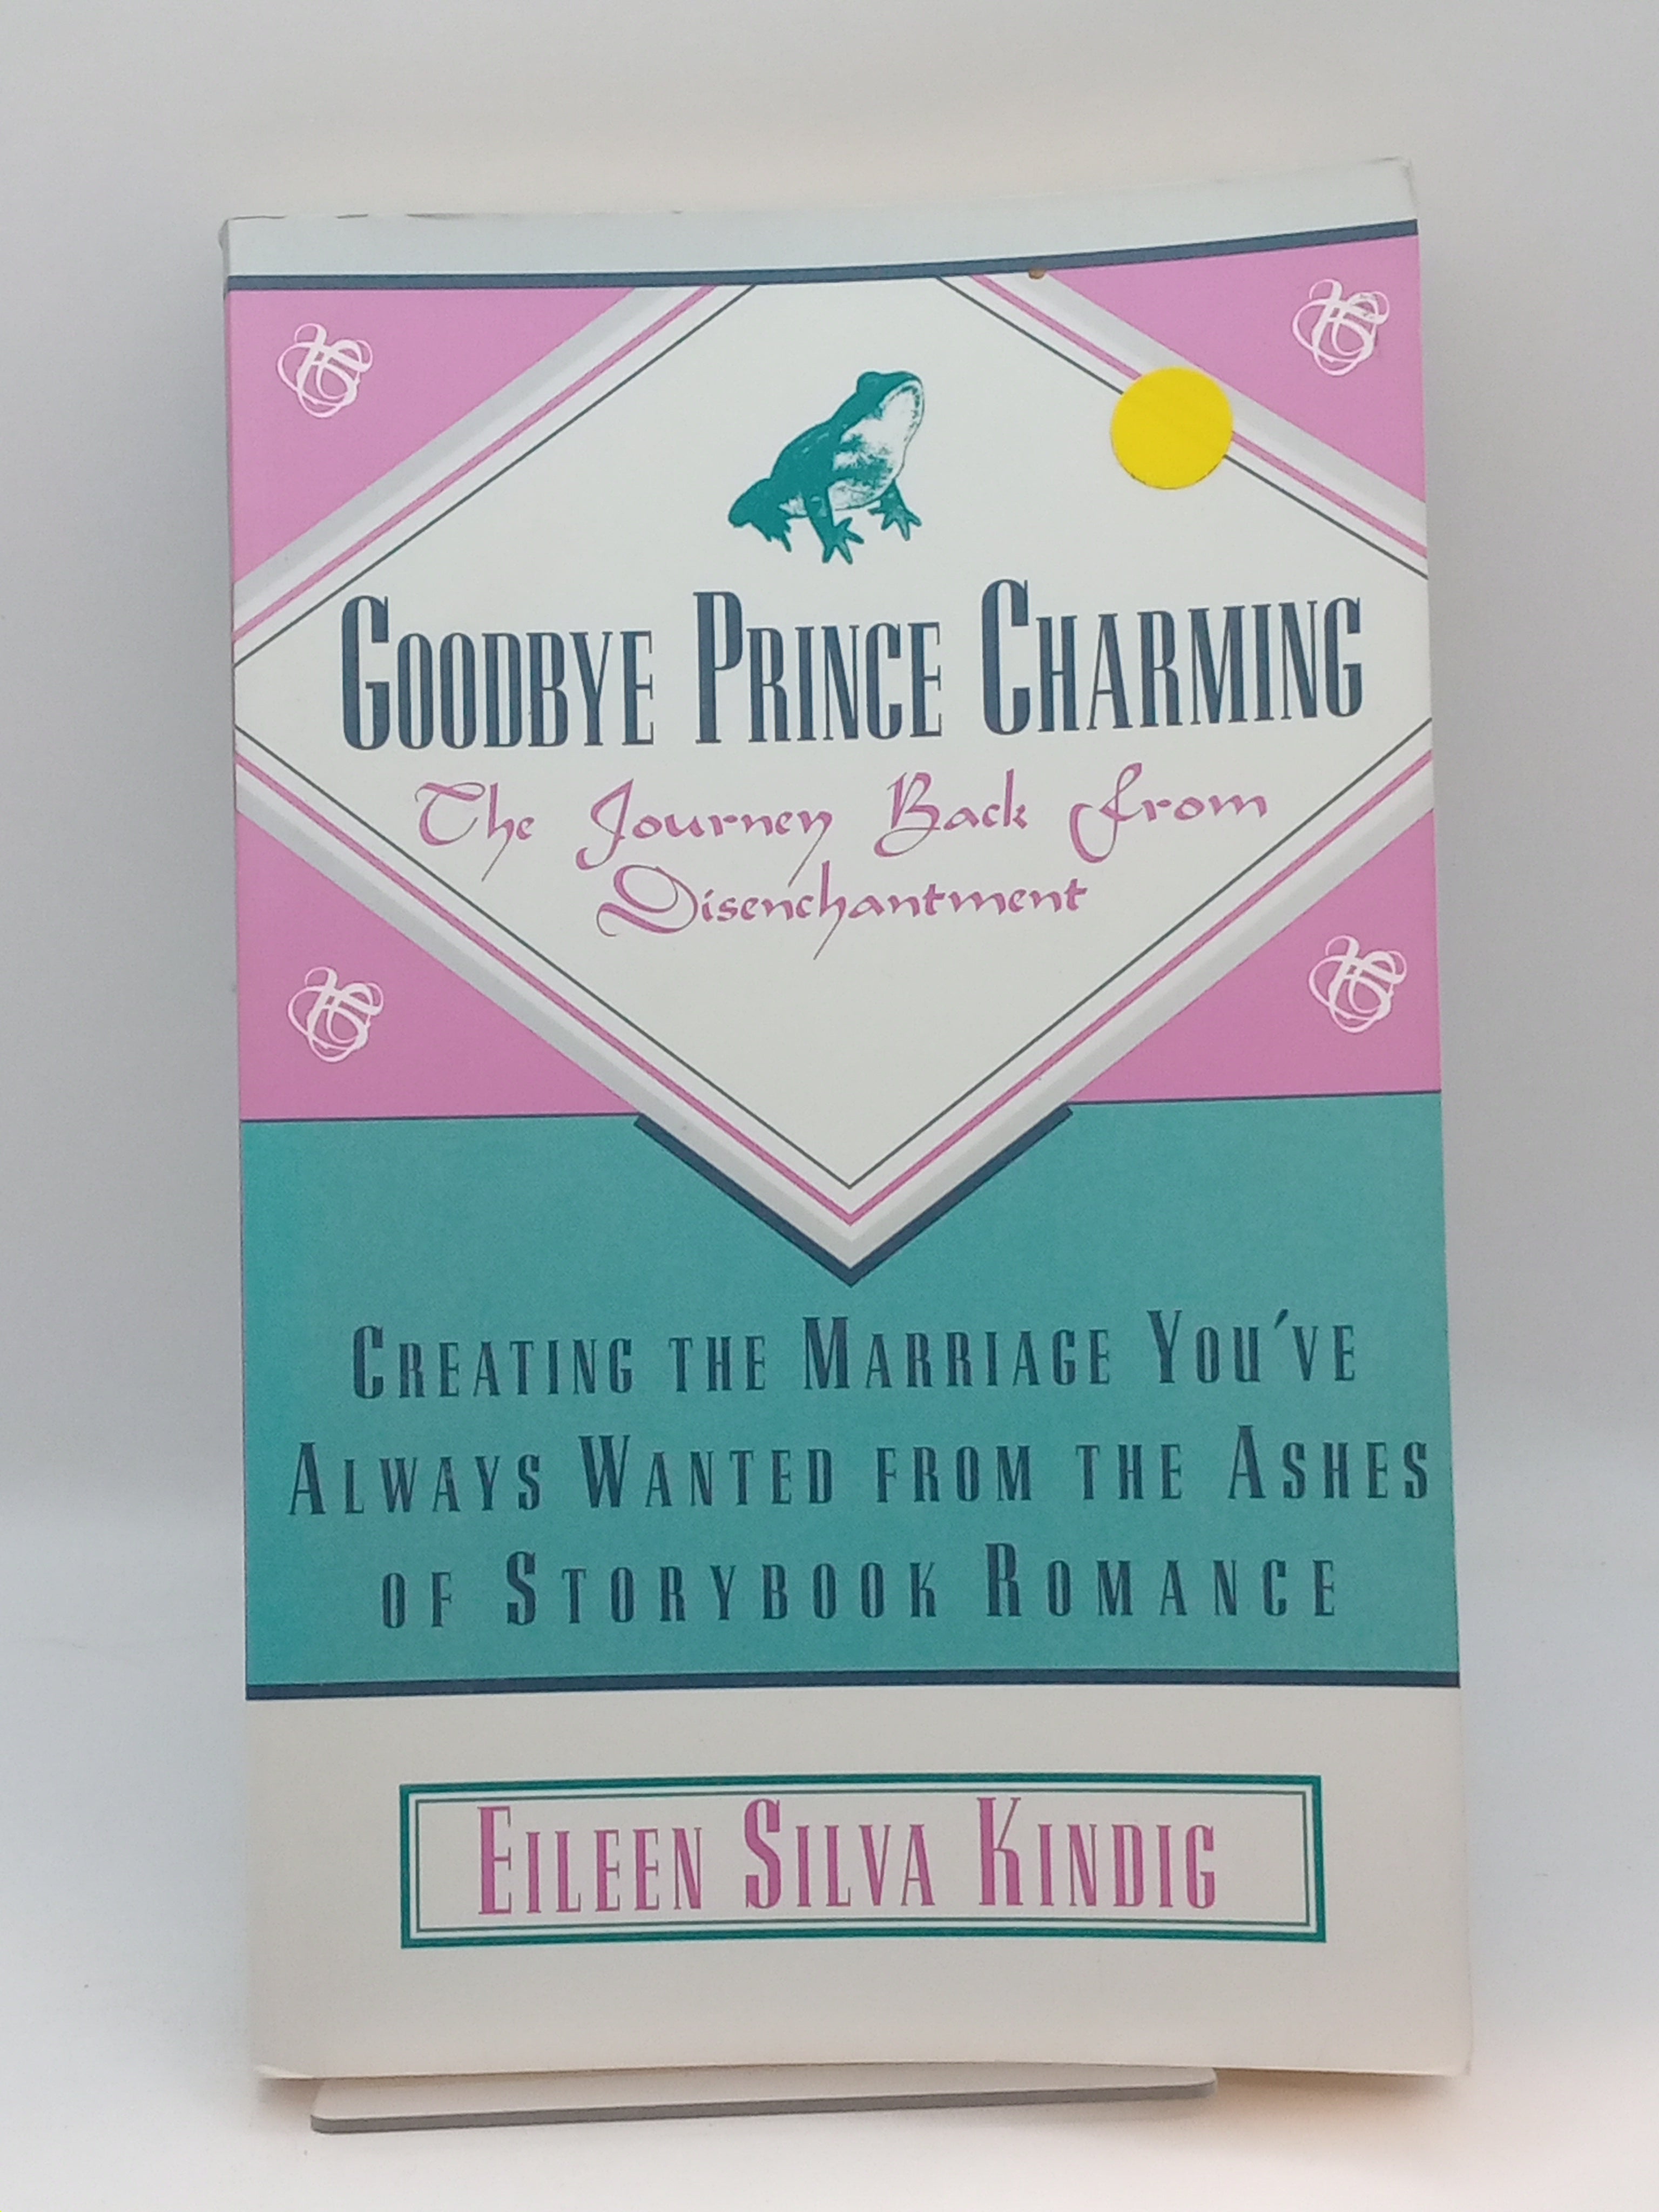 GOODBYE PRINCE CHARMING
The Journey Back from
Disenchantment
CREATING THE MARRIAGE YOU'VE
ALWAYS WANTED FROM THE ASHES
OF STORYBOOK ROMANCE
EILEEN SILVA KINDIG